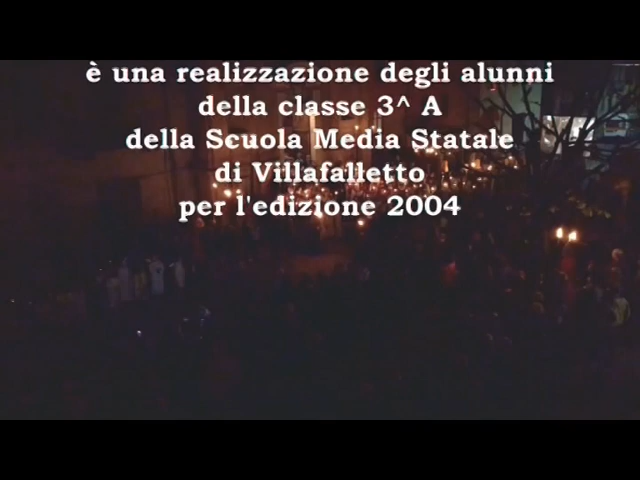 è una realizzazione degli alunni
della classe 3^ A
della Scuola Media Statale
di Villafalletto
per l'edizione 2004